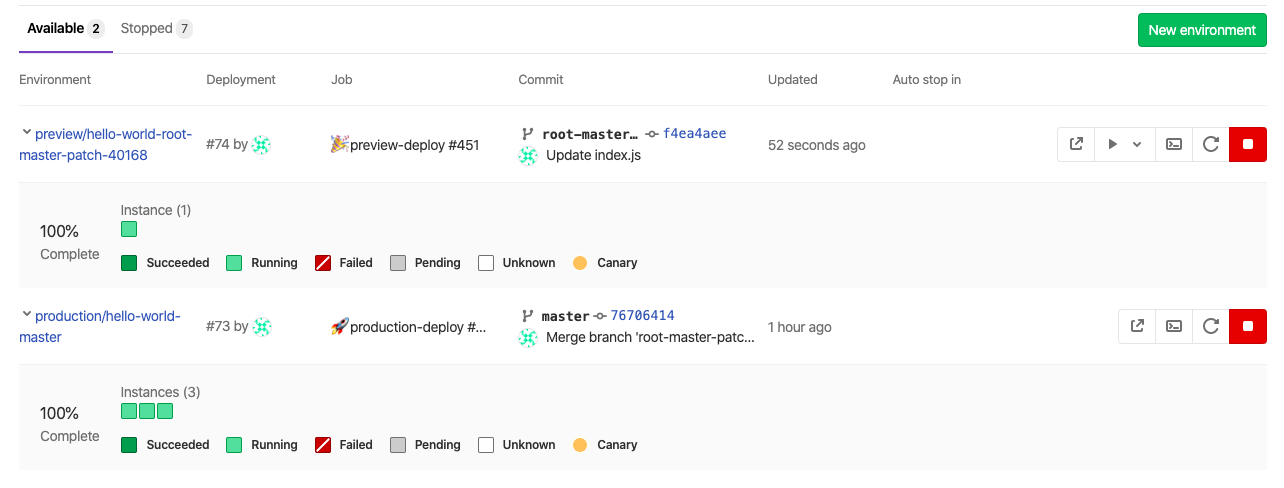 Available 2 Stopped 7 New environment
Environment Deployment Job Commit Updated Auto stop in
preview/hello-world-root-
master-patch-40168
#74 by
🎉preview-deploy #451
root-master… f4ea4aee
Update index.js
52 seconds ago
Instance (1)
100%
Complete
Succeeded Running Failed Pending Unknown Canary
production/hello-world-
master
#73 by
🚀production-deploy #...
master 76706414
Merge branch 'root-master-patc...
1 hour ago
Instances (3)
100%
Complete
Succeeded Running Failed Pending Unknown Canary